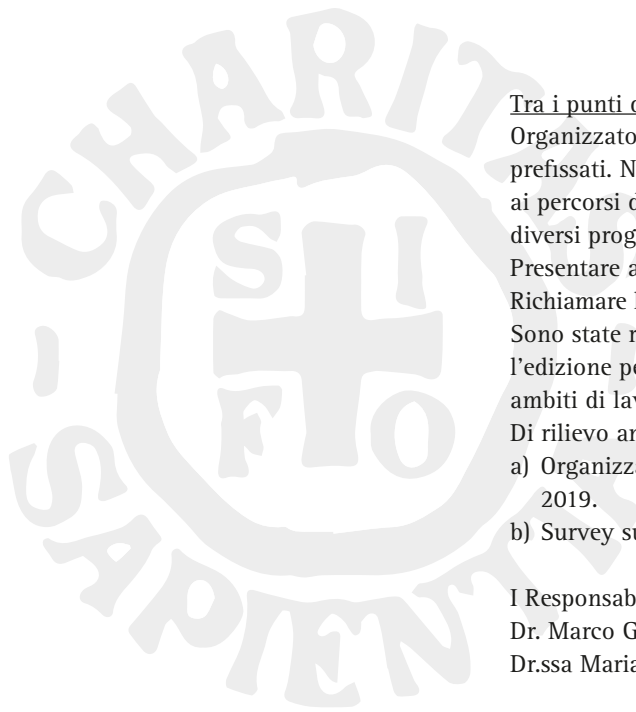 - CHARITAS
SAPIENTI
S I
F O
Tra i punti
Organizzato
prefissati. N
ai percorsi d
diversi prog
Presentare a
Richiamare l
Sono state r
l'edizione pe
ambiti di lav
Di rilievo an
a) Organizza
2019.
b) Survey su
I Responsab
Dr. Marco G
Dr.ssa Maria